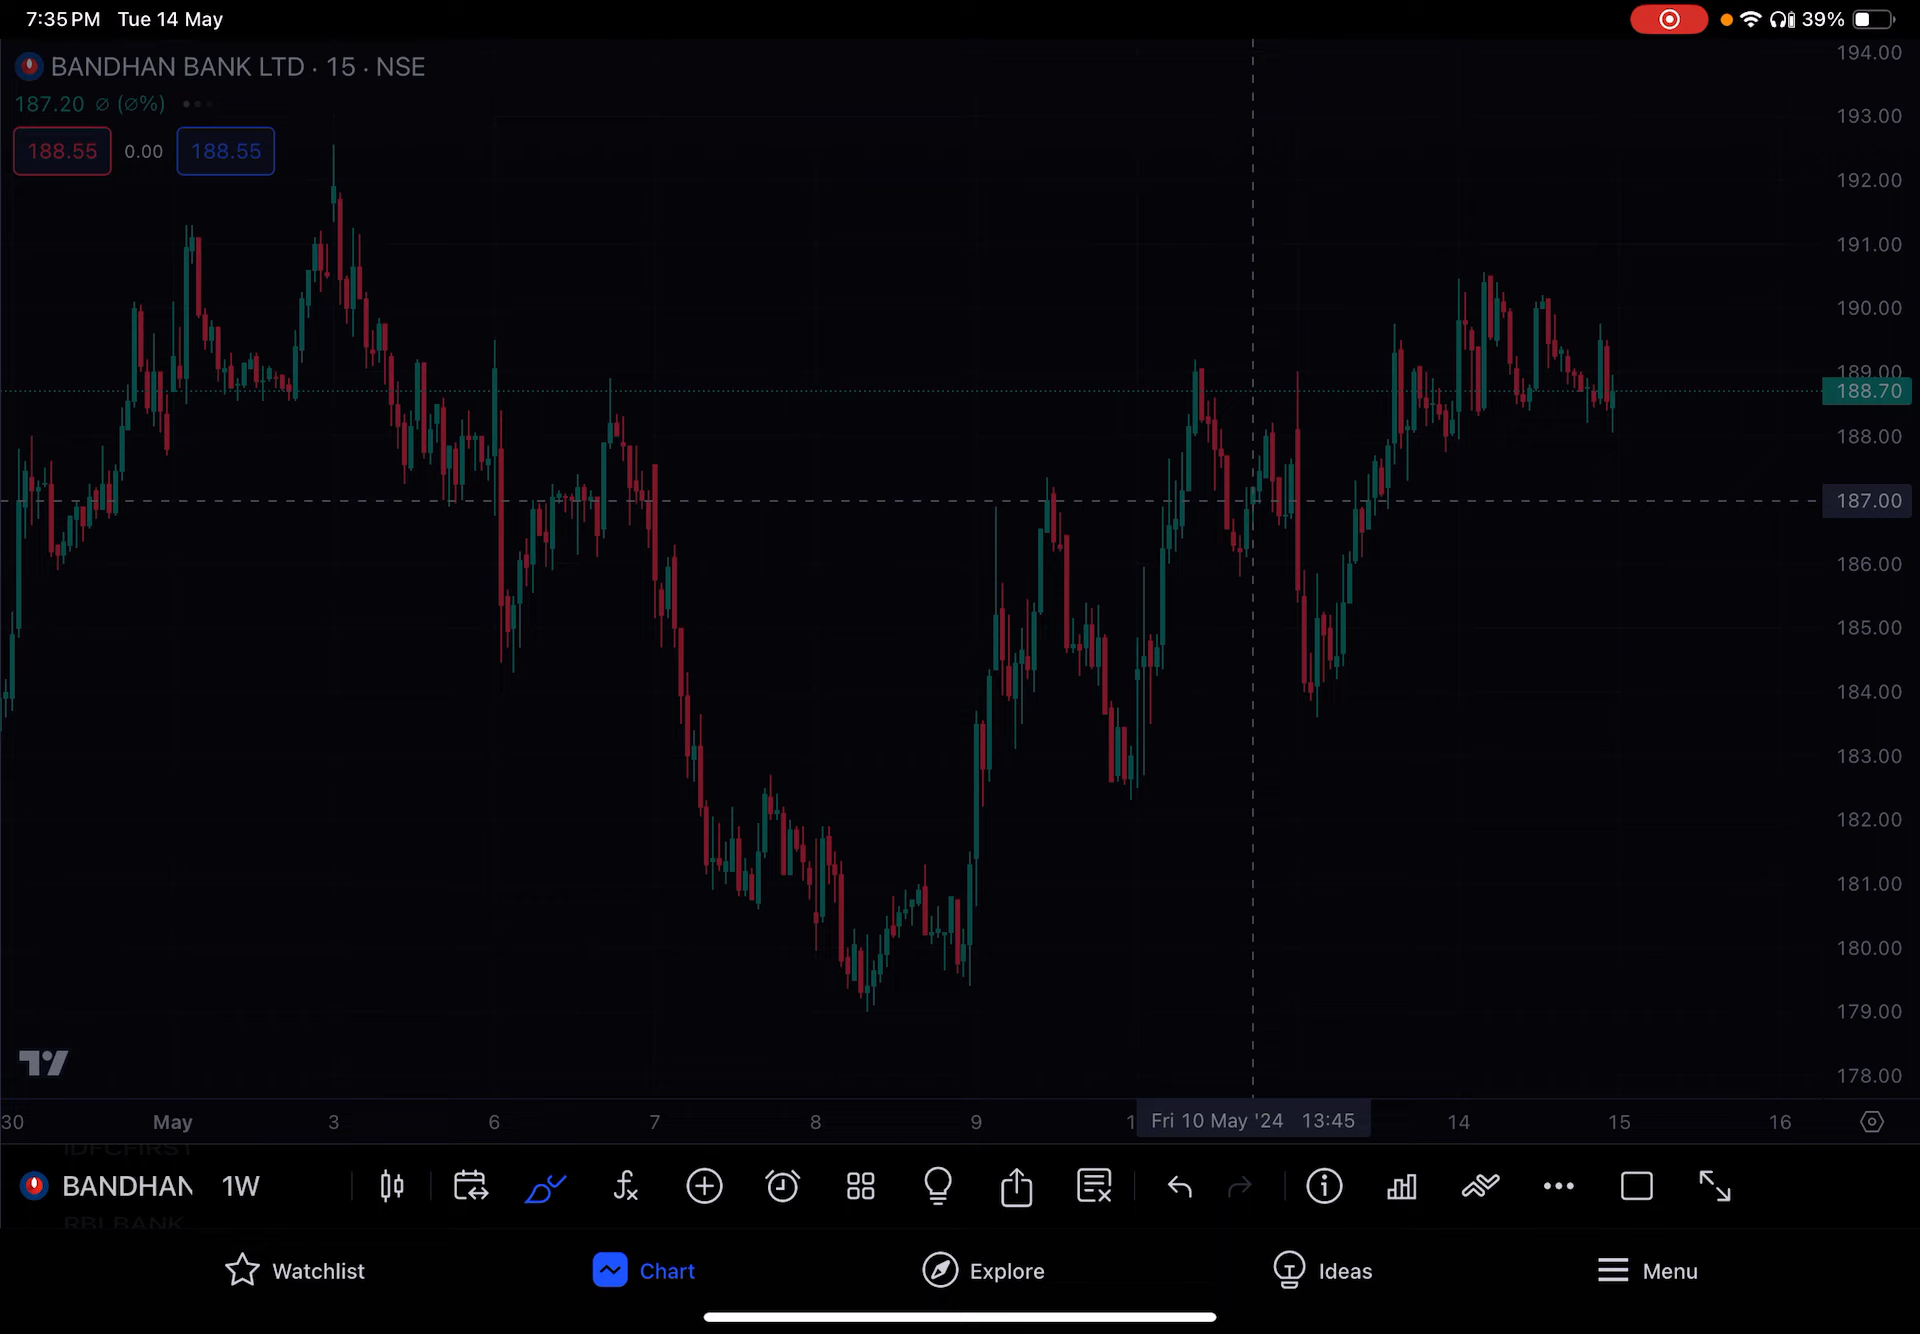 7:35 PM Tue 14 May 39%
BANDHAN BANK LTD · 15 · NSE
187.20 ∅ (∅%)
188.55 0.00 188.55
194.00
193.00
192.00
191.00
190.00
189.00
188.70
188.00
187.00
186.00
185.00
184.00
183.00
182.00
181.00
180.00
179.00
178.00
30 May 3 6 7 8 9 1 Fri 10 May '24 13:45 14 15 16
IDFCFIRST
BANDHAN 1W
RBLBANK
Watchlist Chart Explore Ideas Menu